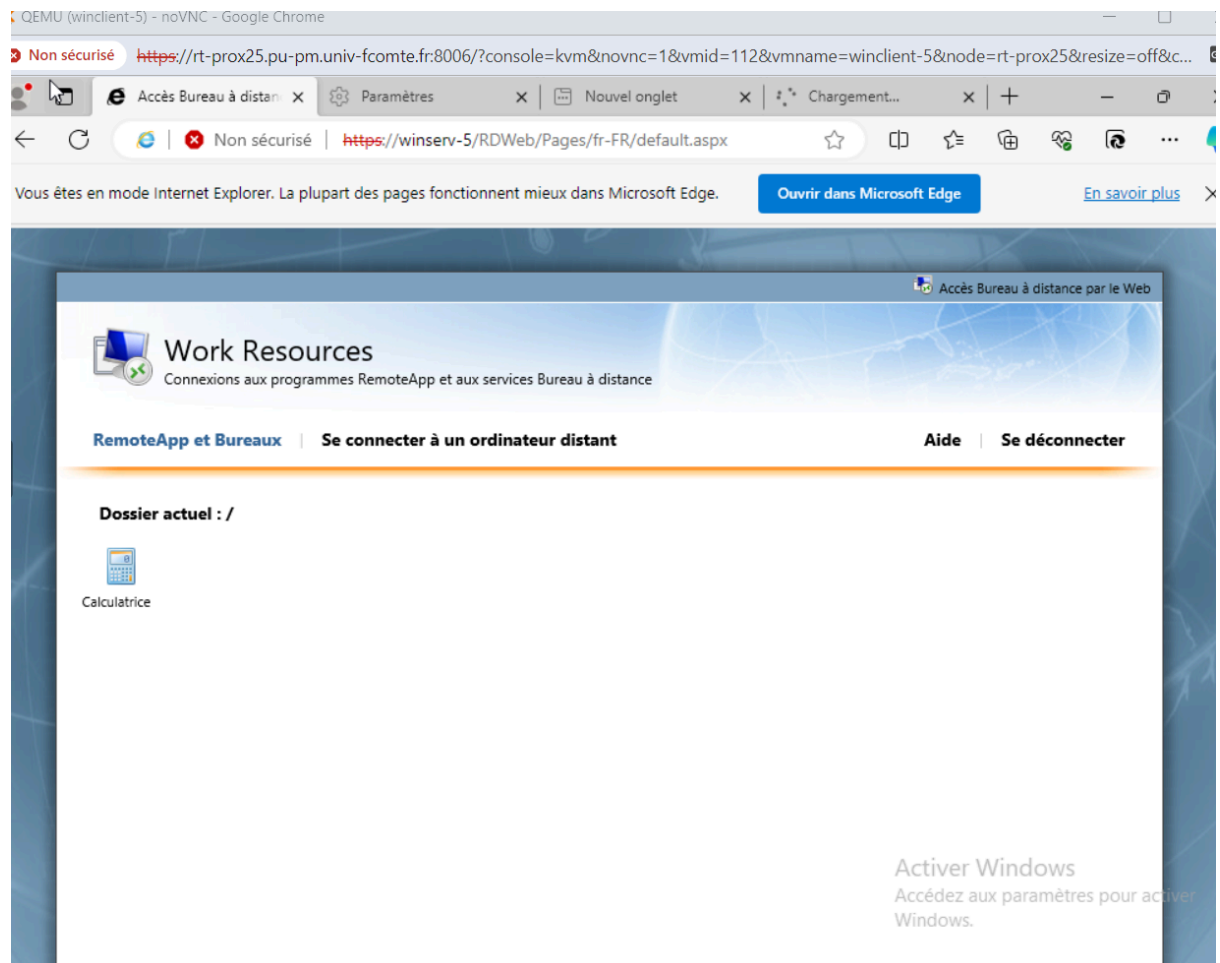 QEMU (winclient-5) - noVNC - Google Chrome
Non sécurisé https://rt-prox25.pu-pm.univ-fcomte.fr:8006/?console=kvm&novnc=1&vmid=112&vmname=winclient-5&node=rt-prox25&resize=off&c...
Accès Bureau à distan Paramètres Nouvel onglet Chargement...
Non sécurisé https://winserv-5/RDWeb/Pages/fr-FR/default.aspx
Vous êtes en mode Internet Explorer. La plupart des pages fonctionnent mieux dans Microsoft Edge. Ouvrir dans Microsoft Edge En savoir plus
Accès Bureau à distance par le Web
Work Resources
Connexions aux programmes RemoteApp et aux services Bureau à distance
RemoteApp et Bureaux Se connecter à un ordinateur distant Aide Se déconnecter
Dossier actuel : /
Calculatrice
Activer Windows
Accédez aux paramètres pour activer
Windows.